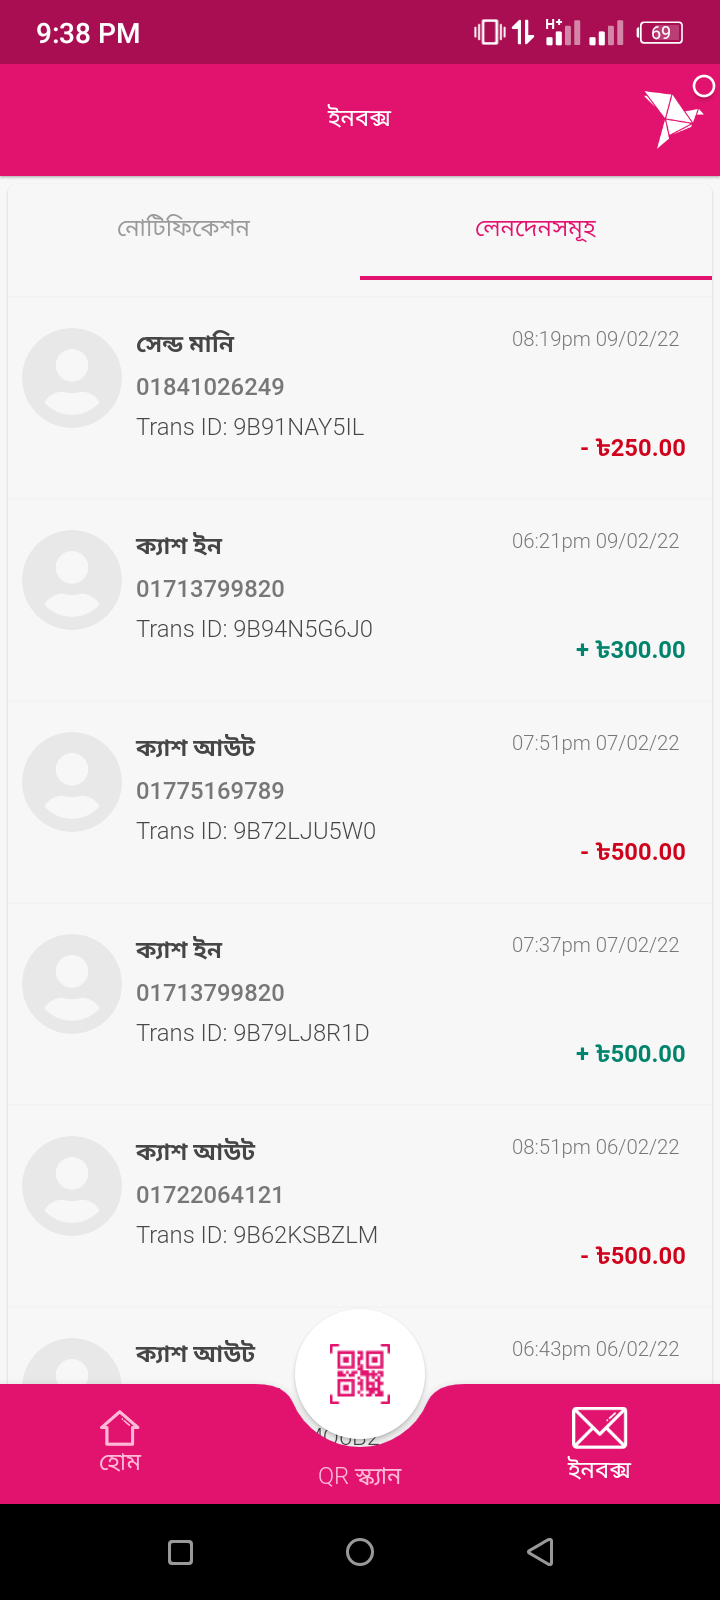 9:38 PM
H+
69
ইনবক্স
নোটিফিকেশন
লেনদেনসমূহ
সেন্ড মানি
08:19pm 09/02/22
01841026249
Trans ID: 9B91NAY5IL
- ৳250.00
ক্যাশ ইন
06:21pm 09/02/22
01713799820
Trans ID: 9B94N5G6J0
+ ৳300.00
ক্যাশ আউট
07:51pm 07/02/22
01775169789
Trans ID: 9B72LJU5W0
- ৳500.00
ক্যাশ ইন
07:37pm 07/02/22
01713799820
Trans ID: 9B79LJ8R1D
+ ৳500.00
ক্যাশ আউট
08:51pm 06/02/22
01722064121
Trans ID: 9B62KSBZLM
- ৳500.00
ক্যাশ আউট
06:43pm 06/02/22
হোম
QR স্ক্যান
ইনবক্স